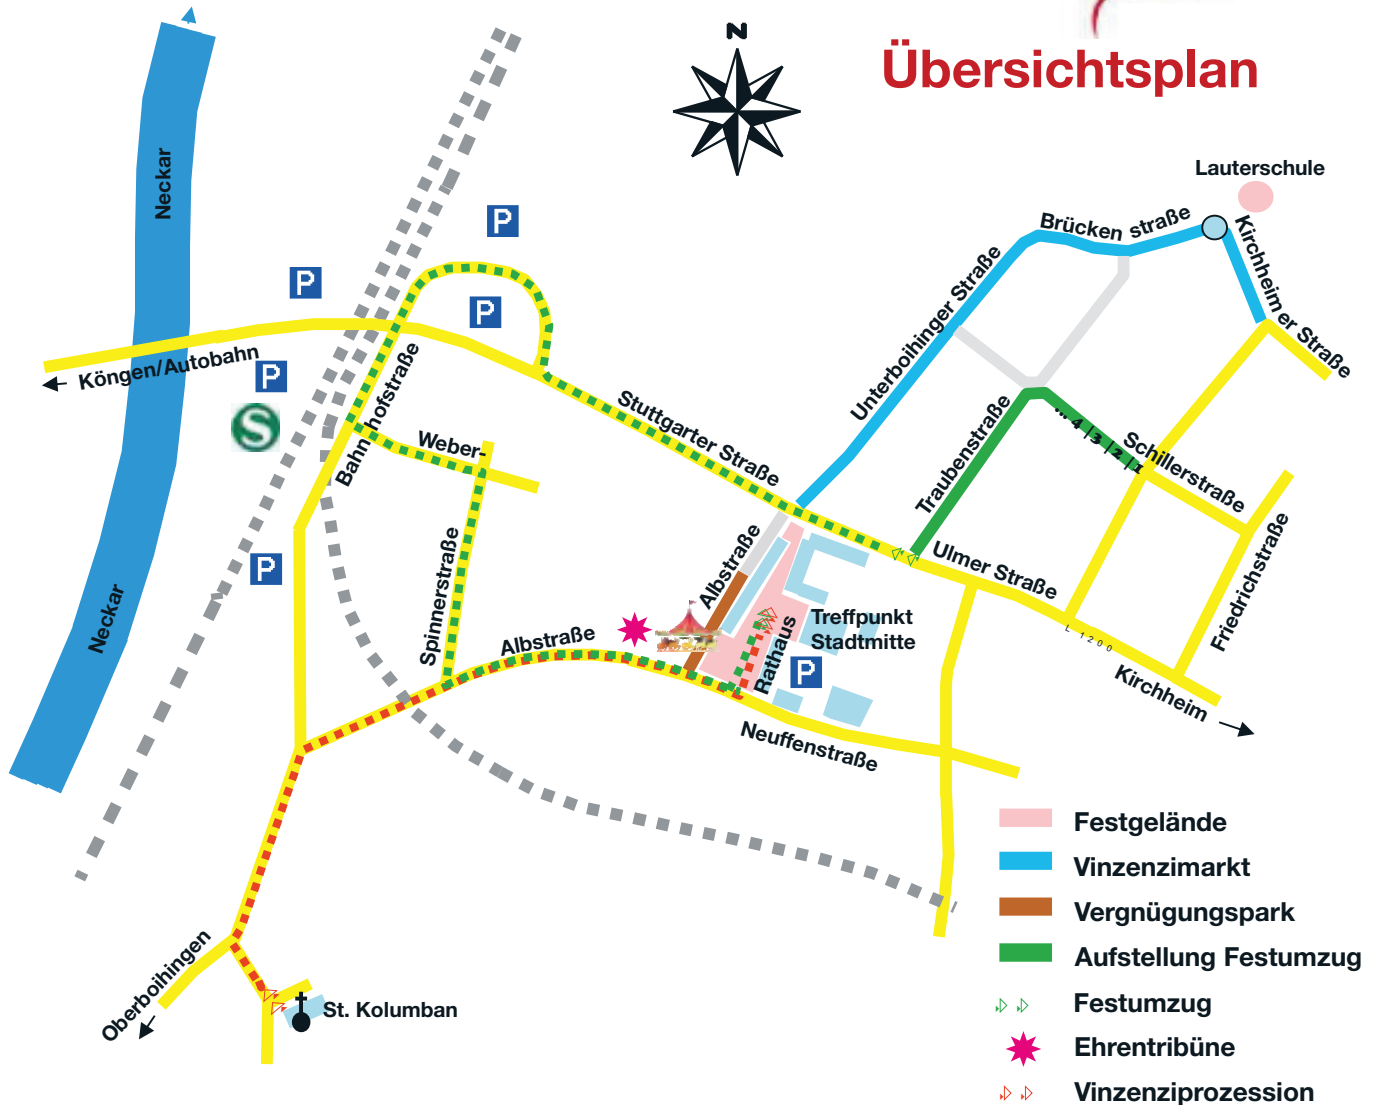 N
Übersichtsplan
Lauterschule
Neckar
Brücken straße
Kirchheimer Straße
P
P
P
Unterboihinger Straße
Köngen/Autobahn
P
S
Bahnhofstraße
Stuttgarter Straße
Weber-
Traubenstraße
... 4 | 3 | 2 | 1
Schillerstraße
P
Spinnerstraße
Albstraße
Ulmer Straße
Friedrichstraße
Neckar
Albstraße
Treffpunkt
Stadtmitte
Rathaus
P
L 1200
Kirchheim
Neuffenstraße
Festgelände
Vinzenzimarkt
Vergnügungspark
Aufstellung Festumzug
Oberboihingen
St. Kolumban
Festumzug
Ehrentribüne
Vinzenziprozession